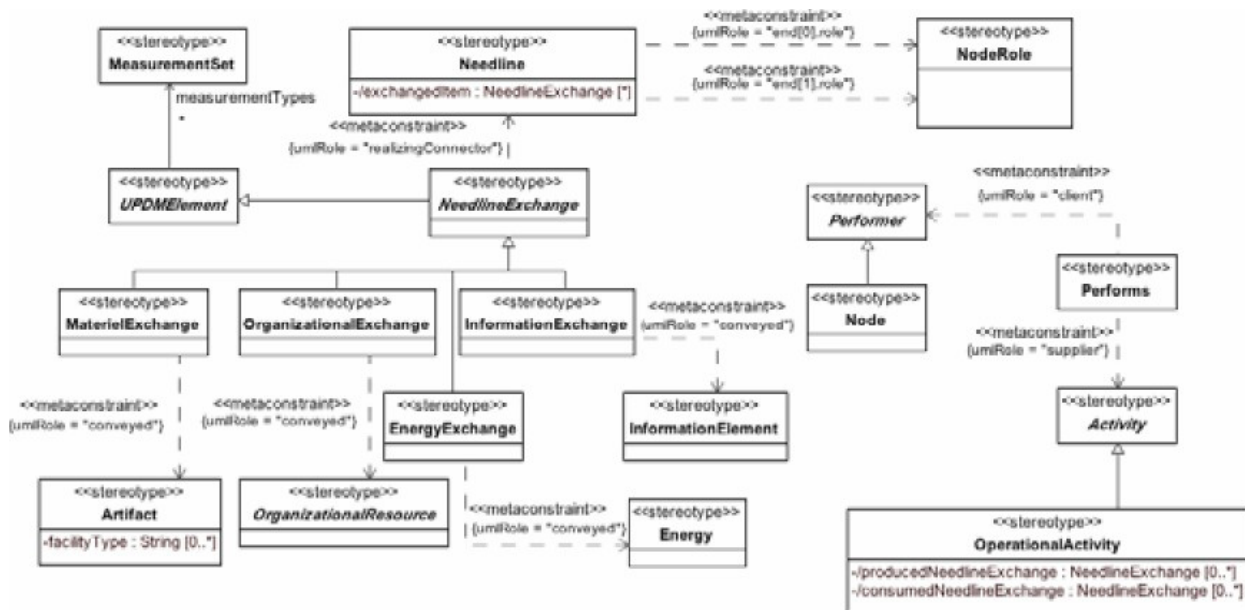 <<stereotype>>
MeasurementSet
measurementTypes
*
<<stereotype>>
UPDMElement
<<stereotype>>
Needline
-/exchangedItem : NeedlineExchange [*]
<<metaconstraint>>
{umlRole = "end[0].role"}
<<metaconstraint>>
{umlRole = "end[1].role"}
<<stereotype>>
NodeRole
<<metaconstraint>>
{umlRole = "realizingConnector"}
<<stereotype>>
NeedlineExchange
<<stereotype>>
Performer
<<metaconstraint>>
{umlRole = "client"}
<<stereotype>>
Performs
<<stereotype>>
Node
<<metaconstraint>>
{umlRole = "supplier"}
<<stereotype>>
Activity
<<stereotype>>
MaterielExchange
<<stereotype>>
OrganizationalExchange
<<stereotype>>
InformationExchange
<<metaconstraint>>
{umlRole = "conveyed"}
<<stereotype>>
EnergyExchange
<<stereotype>>
InformationElement
<<metaconstraint>>
{umlRole = "conveyed"}
<<metaconstraint>>
{umlRole = "conveyed"}
<<stereotype>>
Artifact
-facilityType : String [0..*]
<<stereotype>>
OrganizationalResource
<<metaconstraint>>
{umlRole = "conveyed"}
<<stereotype>>
Energy
<<stereotype>>
OperationalActivity
-/producedNeedlineExchange : NeedlineExchange [0..*]
-/consumedNeedlineExchange : NeedlineExchange [0..*]